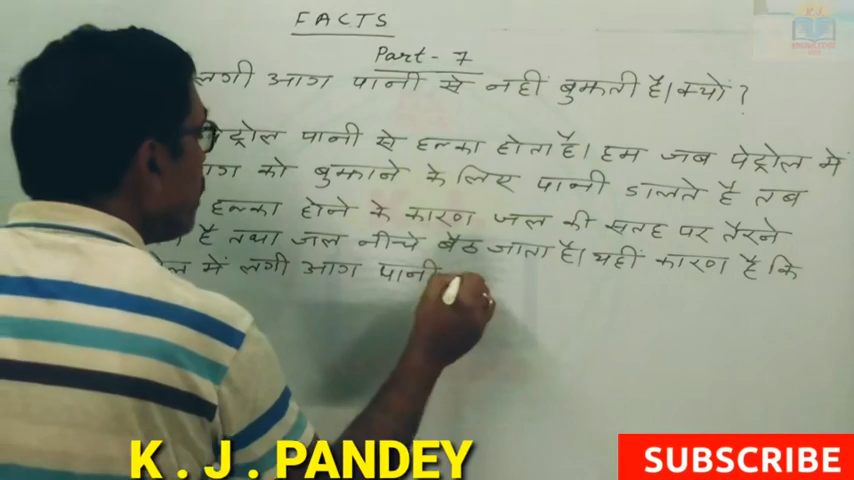 FACTS
K.J
KNOWLEDGE
Part - 7
लगी आग पानी से नहीं बुझती है। क्यों?
पेट्रोल पानी से हल्का होता है। हम जब पेट्रोल में
आग को बुझाने के लिए पानी डालते है तब
हल्का होने के कारण जल की सतह पर तैरने
है तथा जल नीचे बैठ जाता है। यही कारण है कि
में लगी आग पानी
K . J . PANDEY
SUBSCRIBE